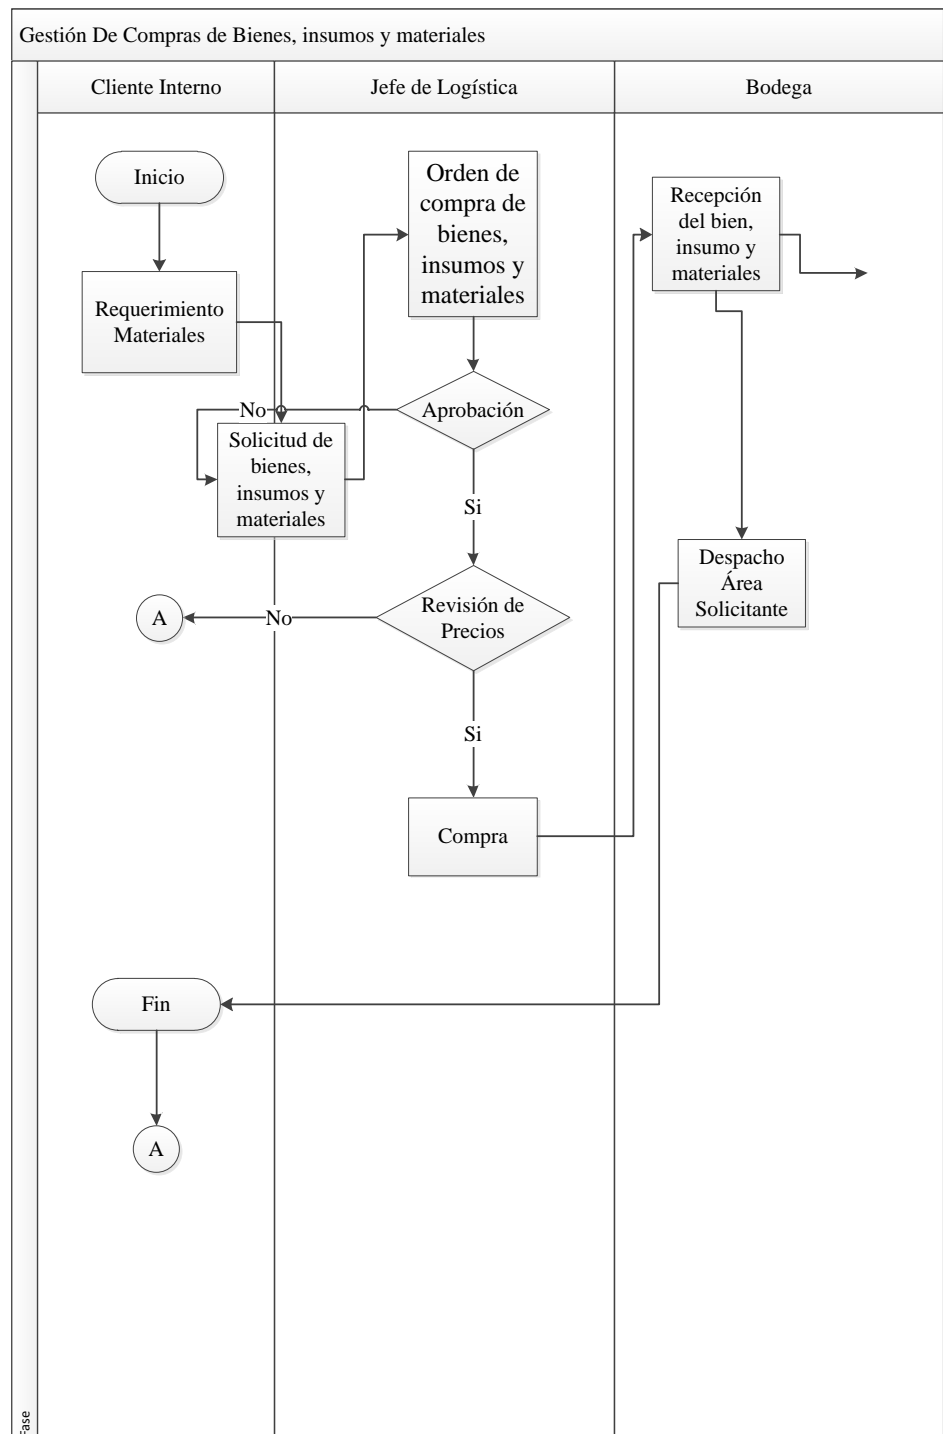 Gestión De Compras de Bienes, insumos y materiales
Cliente Interno
Jefe de Logística
Bodega
Inicio
Requerimiento
Materiales
Solicitud de
bienes,
insumos y
materiales
Orden de
compra de
bienes,
insumos y
materiales
Aprobación
No
Si
Revisión de
Precios
No
A
Si
Compra
Recepción
del bien,
insumo y
materiales
Despacho
Área
Solicitante
Fin
A
Fase